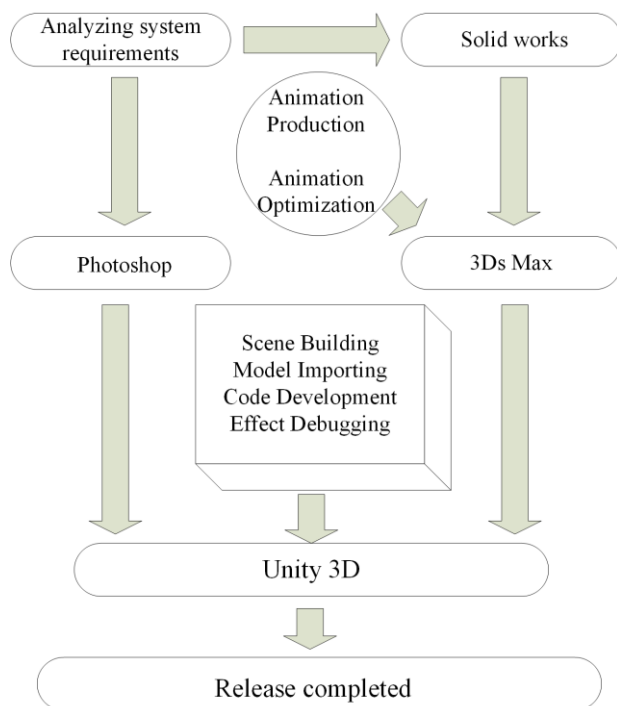 Analyzing system
requirements
Solid works
Animation
Production
Animation
Optimization
Photoshop
3Ds Max
Scene Building
Model Importing
Code Development
Effect Debugging
Unity 3D
Release completed